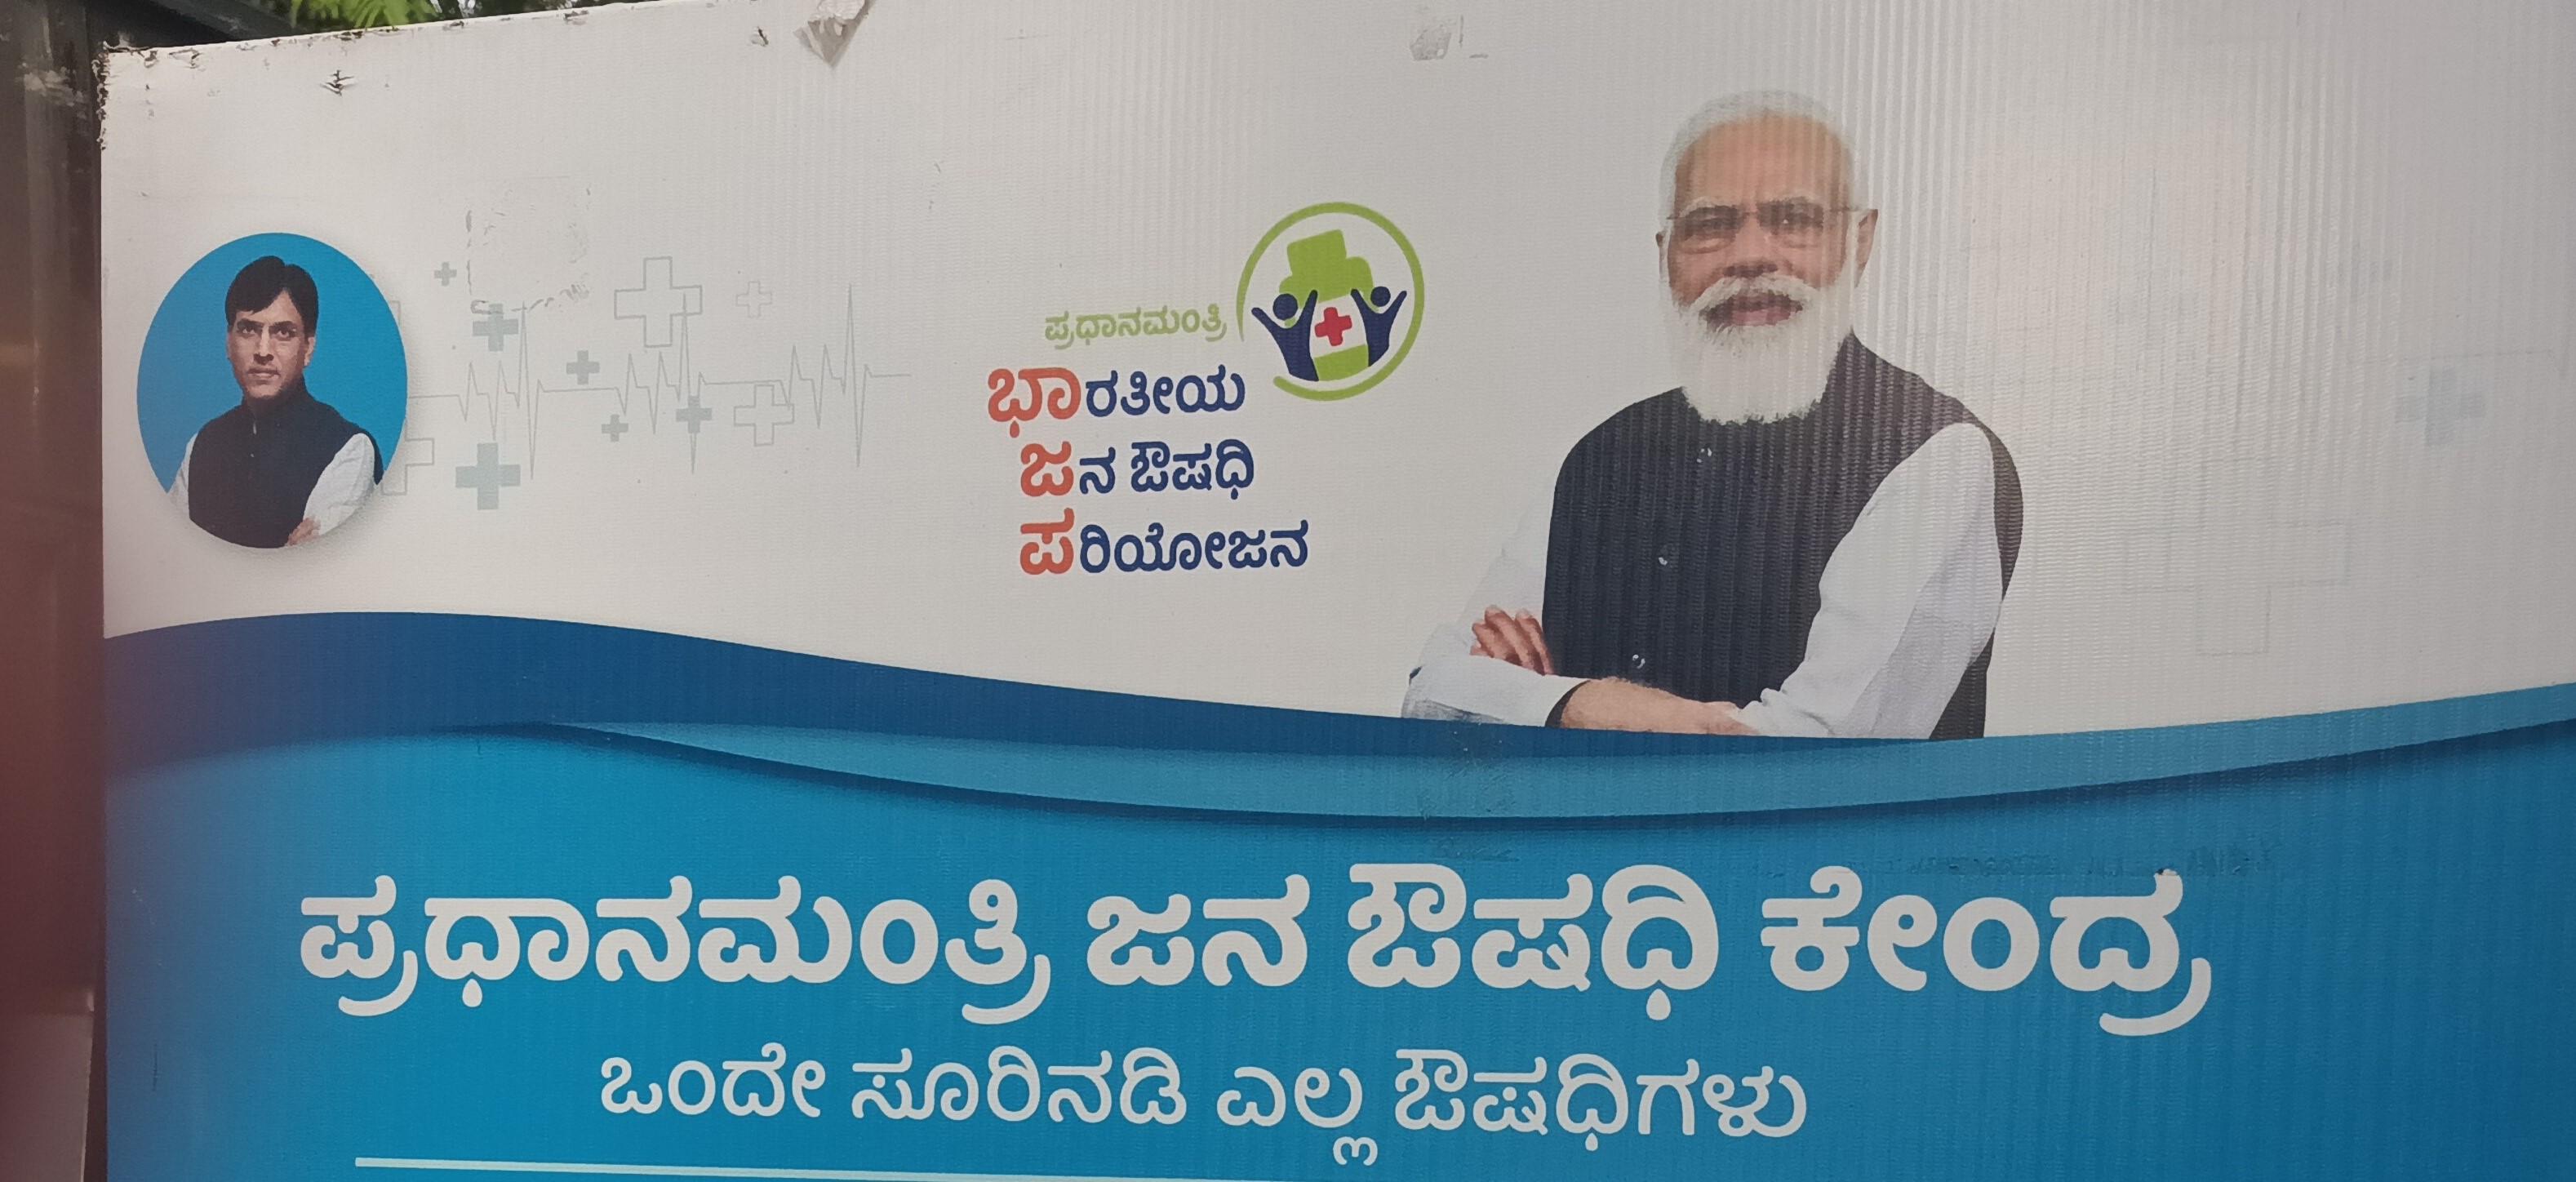 ಪ್ರಧಾನಮಂತ್ರಿ
ಭಾರತೀಯ
ಜನ ಔಷಧಿ
ಪರಿಯೋಜನ
ಪ್ರಧಾನಮಂತ್ರಿ ಜನ ಔಷಧಿ ಕೇಂದ್ರ
ಒಂದೇ ಸೂರಿನಡಿ ಎಲ್ಲ ಔಷಧಿಗಳು